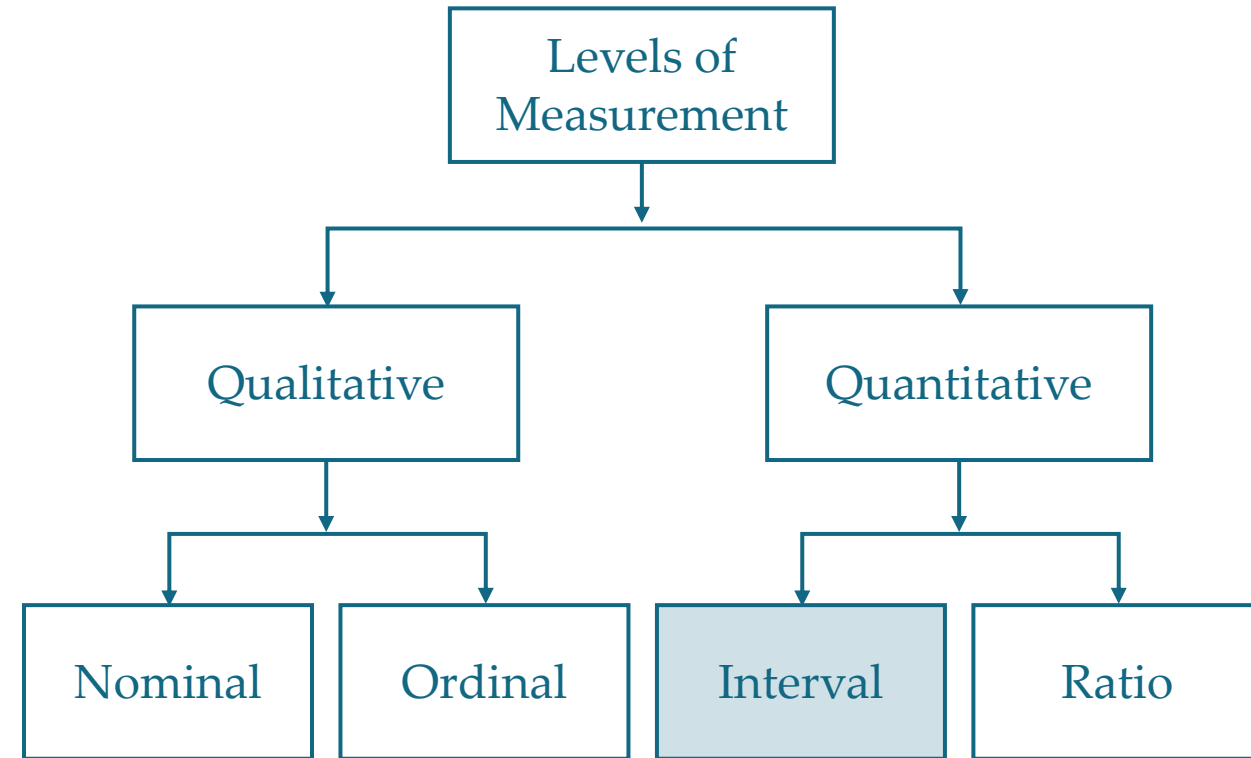 Levels of
Measurement
Qualitative
Quantitative
Nominal
Ordinal
Interval
Ratio